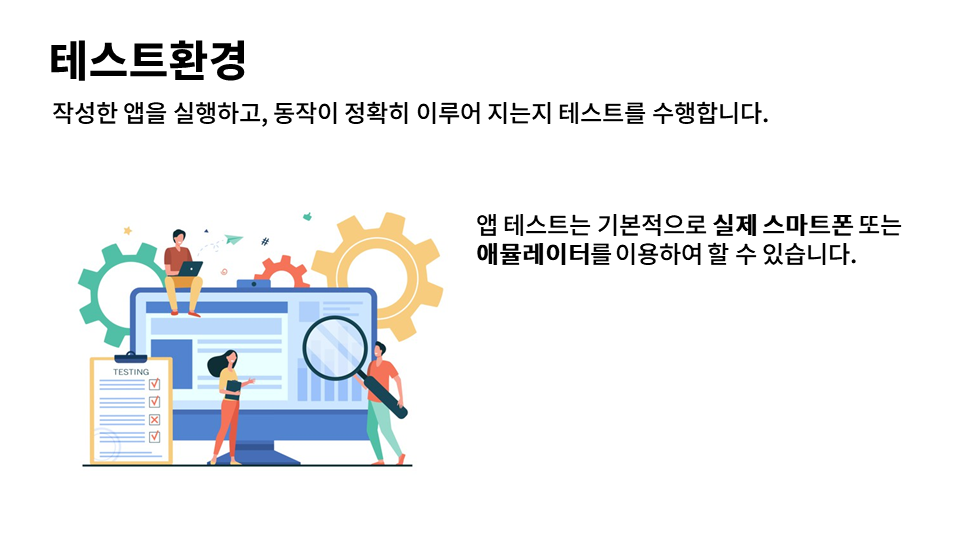 테스트환경
작성한 앱을 실행하고, 동작이 정확히 이루어 지는지 테스트를 수행합니다.
앱 테스트는 기본적으로 실제 스마트폰 또는
애뮬레이터를 이용하여 할 수 있습니다.
#
TESTING